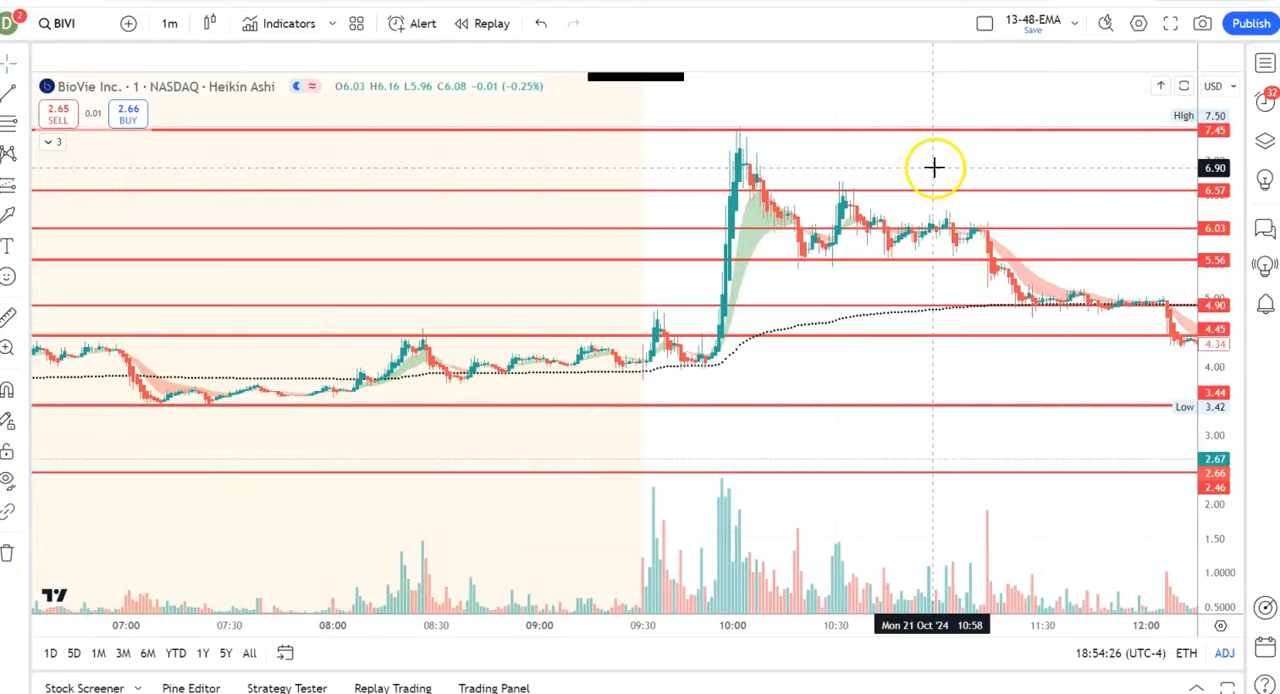 D 2 BIVI 1m Indicators Alert Replay 13-48-EMA Publish
Save
BioVie Inc. · 1 · NASDAQ · Heikin Ashi O6.03 H6.16 L5.96 C6.08 -0.01 (-0.25%) USD
2.65 0.01 2.66
SELL BUY
3
32
High 7.50
7.45
6.90
6.57
6.03
5.56
4.90
4.45
4.34
4.00
3.44
Low 3.42
3.00
2.67
2.66
2.46
2.00
1.50
1.0000
0.5000
07:00 07:30 08:00 08:30 09:00 09:30 10:00 10:30 Mon 21 Oct '24 10:58 11:30 12:00
1D 5D 1M 3M 6M YTD 1Y 5Y All 18:54:26 (UTC-4) ETH ADJ
Stock Screener Pine Editor Strategy Tester Replay Trading Trading Panel